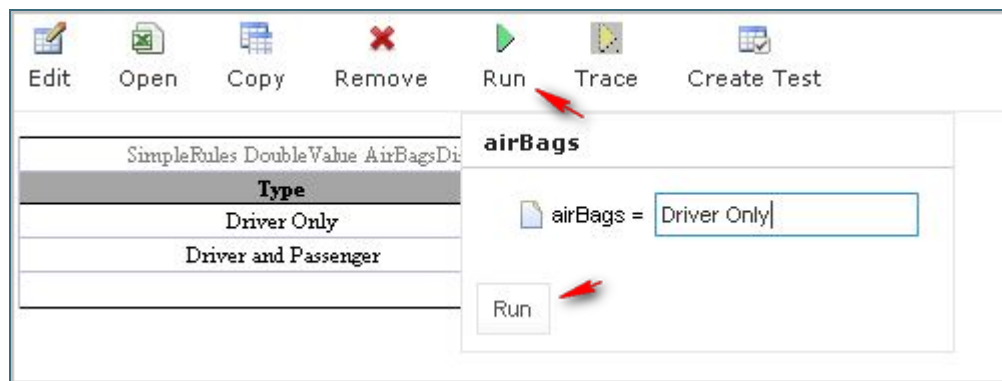 Edit Open Copy Remove Run Trace Create Test
airBags
SimpleRules DoubleValue AirBagsDis
Type
airBags = Driver Only
Driver Only
Driver and Passenger
Run